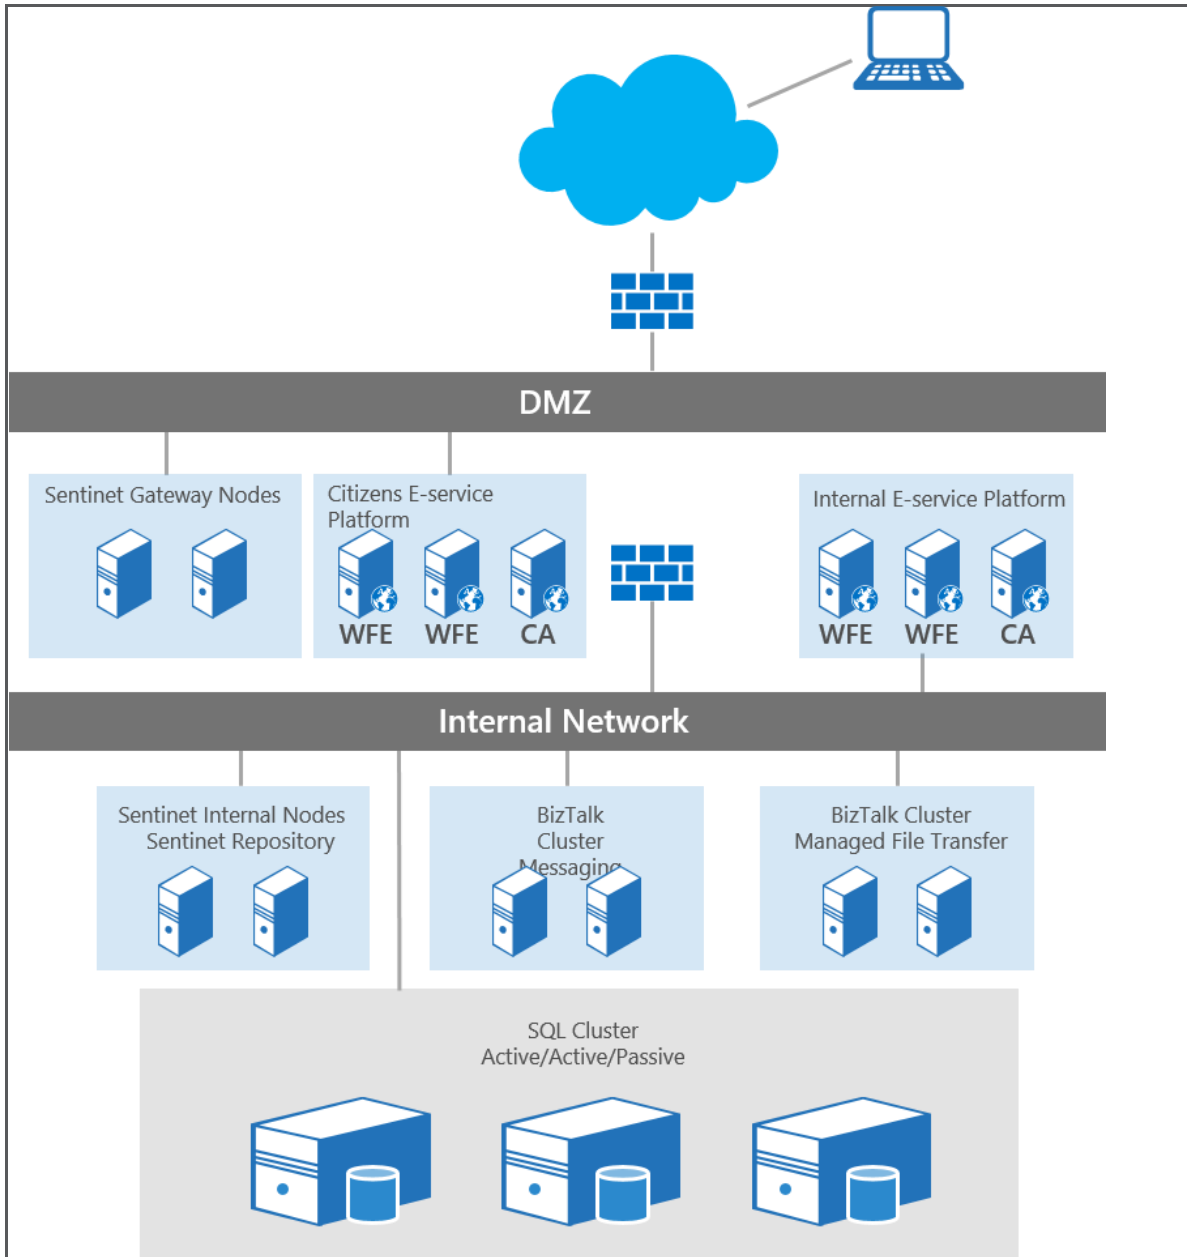 DMZ
Sentinet Gateway Nodes
Citizens E-service
Platform
Internal E-service Platform
WFE WFE CA
WFE WFE CA
Internal Network
Sentinet Internal Nodes
Sentinet Repository
BizTalk
Cluster
Messaging
BizTalk Cluster
Managed File Transfer
SQL Cluster
Active/Active/Passive